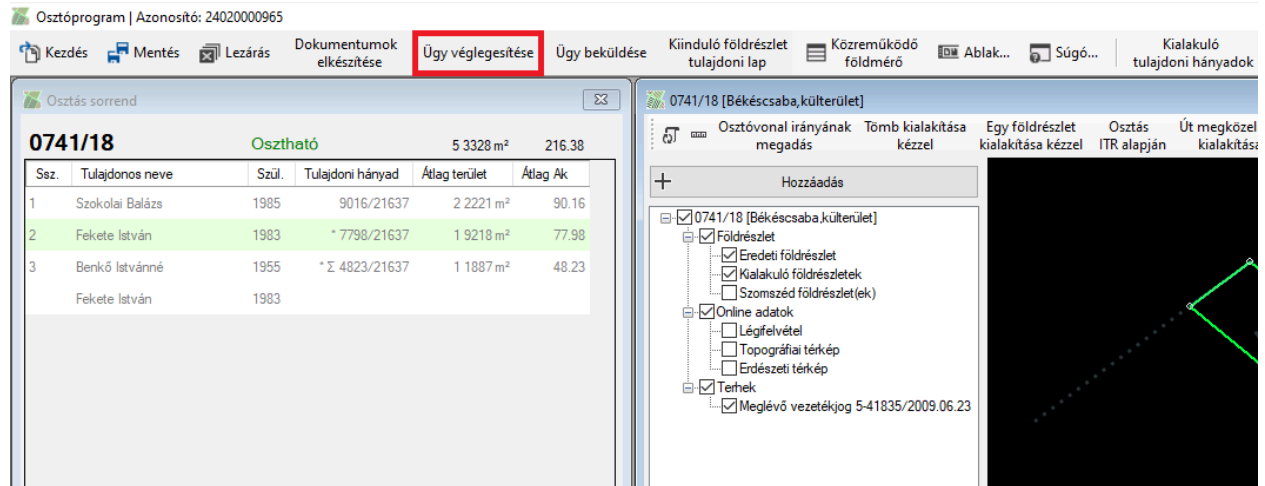 Osztóprogram | Azonosító: 24020000965
Kezdés Mentés Lezárás Dokumentumok elkészítése Ügy véglegesítése Ügy beküldése Kiinduló földrészlet tulajdoni lap Közreműködő földmérő Ablak... Súgó... Kialakuló tulajdoni hányadok
Osztás sorrend
0741/18 Osztható 5 3328 m² 216.38
Ssz. Tulajdonos neve Szül. Tulajdoni hányad Átlag terület Átlag Ak
1 Szokolai Balázs 1985 9016/21637 2 2221 m² 90.16
2 Fekete István 1983 * 7798/21637 1 9218 m² 77.98
3 Benkő Istvánné 1955 * Σ 4823/21637 1 1887 m² 48.23
Fekete István 1983
0741/18 [Békéscsaba,külterület]
Osztóvonal irányának megadás Tömb kialakítása kézzel Egy földrészlet kialakítása kézzel Osztás ITR alapján Út megközel kialakítása
Hozzáadás
0741/18 [Békéscsaba,külterület]
Földrészlet
Eredeti földrészlet
Kialakuló földrészletek
Szomszéd földrészlet(ek)
Online adatok
Légifelvétel
Topográfiai térkép
Erdészeti térkép
Terhek
Meglévő vezetékjog 5-41835/2009.06.23